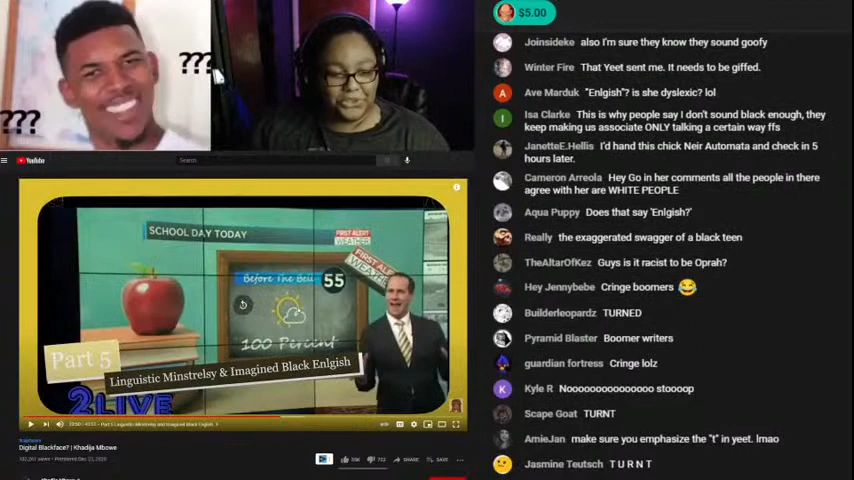 $5.00
???
???
YouTube
Search
Joinsideke also I'm sure they know they sound goofy
Winter Fire That Yeet sent me. It needs to be giffed.
Ave Marduk "Enlgish"? is she dyslexic? lol
Isa Clarke This is why people say I don't sound black enough, they
keep making us associate ONLY talking a certain way ffs
JanetteE.Hellis I'd hand this chick Neir Automata and check in 5
hours later.
Cameron Arreola Hey Go in her comments all the people in there
agree with her are WHITE PEOPLE
Aqua Puppy Does that say 'Enlgish?'
Really the exaggerated swagger of a black teen
TheAltarOfKez Guys is it racist to be Oprah?
Hey Jennybebe Cringe boomers 😂
Builderleopardz TURNED
Pyramid Blaster Boomer writers
guardian fortress Cringe lolz
K Kyle R Nooooooooooooooo stoooop
Scape Goat TURNT
AmieJan make sure you emphasize the "t" in yeet. lmao
Jasmine Teutsch T U R N T
SCHOOL DAY TODAY
FIRST ALERT
WEATHER
FIRST ALERT
Before The Bell
55
100 Percent
Part 5
Linguistic Minstrelsy & Imagined Black Enlgish
2LIVE
Digital Blackface? | Khadija Mbowe
SHARE
SAVE